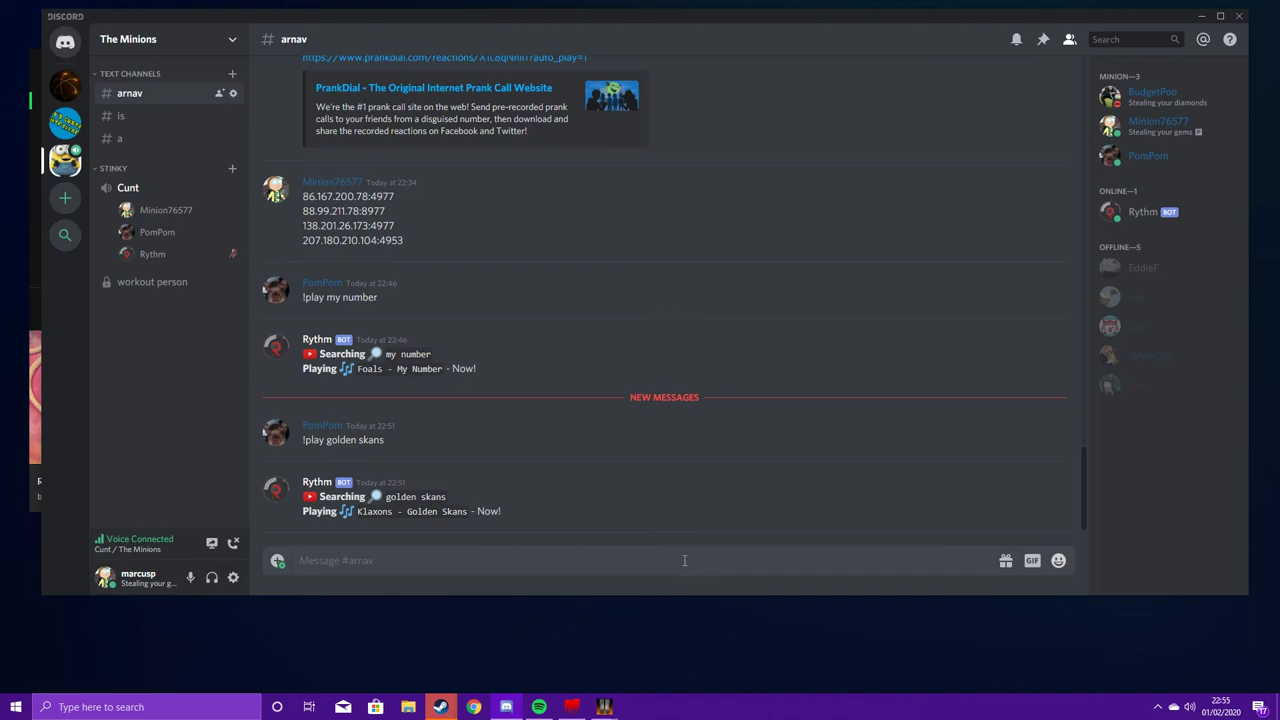 DISCORD
The Minions
arnav
Search
TEXT CHANNELS
arnav
is
a
STINKY
Cunt
Minion76577
PomPom
Rythm
workout person
Voice Connected
Cunt / The Minions
marcusp
Stealing your g...
PrankDial - The Original Internet Prank Call Website
We're the #1 prank call site on the web! Send pre-recorded prank
calls to your friends from a disguised number, then download and
share the recorded reactions on Facebook and Twitter!
Minion76577 Today at 22:34
86.167.200.78:4977
88.99.211.78:8977
138.201.26.173:4977
207.180.210.104:4953
PomPom Today at 22:46
!play my number
Rythm BOT Today at 22:46
Searching my number
Playing Foals - My Number - Now!
NEW MESSAGES
PomPom Today at 22:51
!play golden skans
Rythm BOT Today at 22:51
Searching golden skans
Playing Klaxons - Golden Skans - Now!
Message #arnav
GIF
MINION—3
BudgetPoo
Stealing your diamonds
Minion76577
Stealing your gems
PomPom
ONLINE—1
Rythm BOT
OFFLINE—5
EddieF
Type here to search
22:55
01/02/2020
17